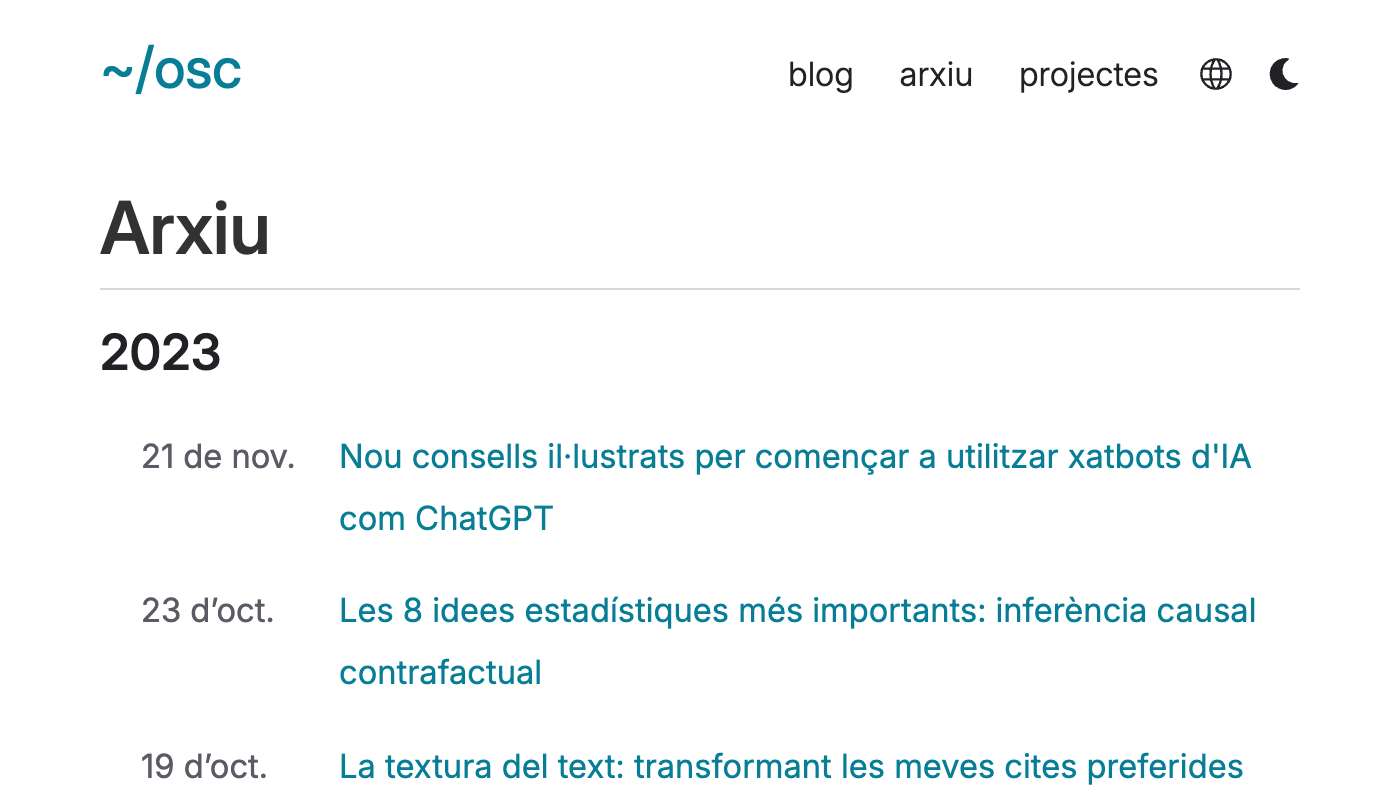 ~/osc
blog arxiu projectes
Arxiu
2023
21 de nov. Nou consells il·lustrats per començar a utilitzar xatbots d'IA
com ChatGPT
23 d’oct. Les 8 idees estadístiques més importants: inferència causal
contrafactual
19 d’oct. La textura del text: transformant les meves cites preferides